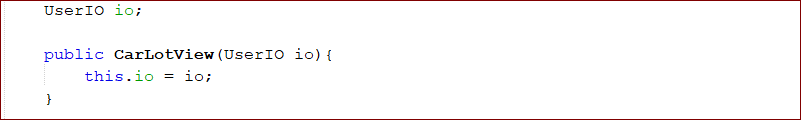 UserIO io;
public CarLotView(UserIO io){
this.io = io;
}